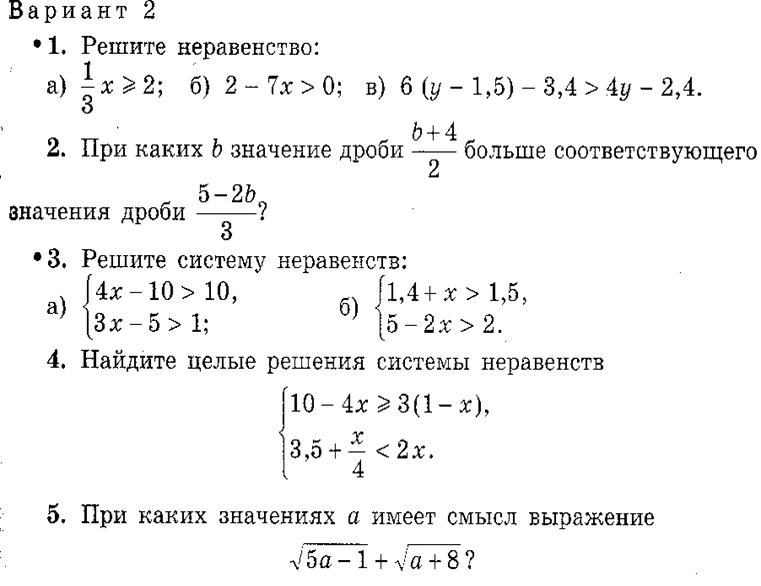 Вариант 2
•1. Решите неравенство:
а) 1/3 x ⩾ 2; б) 2 – 7x > 0; в) 6 (y – 1,5) – 3,4 > 4y – 2,4.
2. При каких b значение дроби (b+4)/2 больше соответствующего
значения дроби (5–2b)/3?
•3. Решите систему неравенств:
а) {4x – 10 > 10, б) {1,4 + x > 1,5,
{3x – 5 > 1; {5 – 2x > 2.
4. Найдите целые решения системы неравенств
{10 – 4x ⩾ 3(1 – x),
{3,5 + x/4 < 2x.
5. При каких значениях a имеет смысл выражение
√(5a – 1) + √(a + 8)?